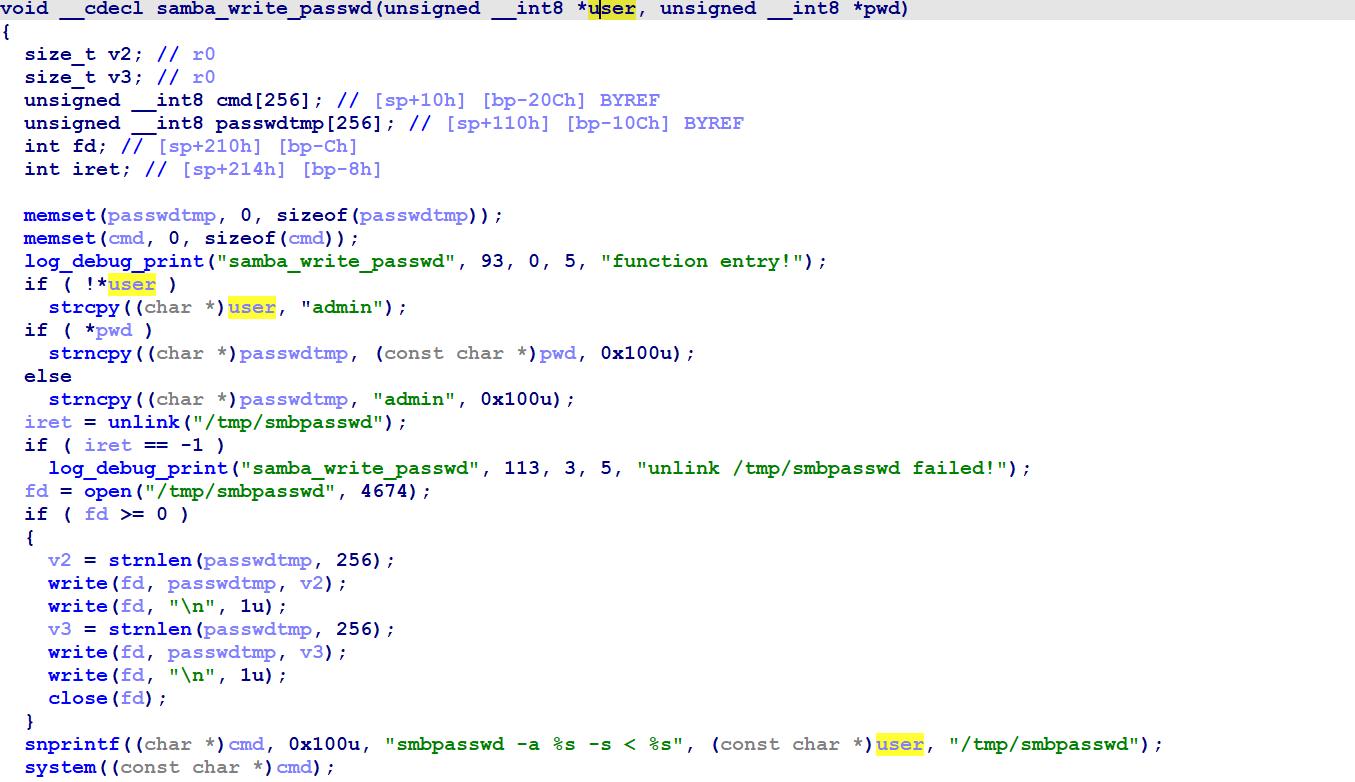 void __cdecl samba_write_passwd(unsigned __int8 *user, unsigned __int8 *pwd)
{
  size_t v2; // r0
  size_t v3; // r0
  unsigned __int8 cmd[256]; // [sp+10h] [bp-20Ch] BYREF
  unsigned __int8 passwdtmp[256]; // [sp+110h] [bp-10Ch] BYREF
  int fd; // [sp+210h] [bp-Ch]
  int iret; // [sp+214h] [bp-8h]

  memset(passwdtmp, 0, sizeof(passwdtmp));
  memset(cmd, 0, sizeof(cmd));
  log_debug_print("samba_write_passwd", 93, 0, 5, "function entry!");
  if ( !*user )
    strcpy((char *)user, "admin");
  if ( *pwd )
    strncpy((char *)passwdtmp, (const char *)pwd, 0x100u);
  else
    strncpy((char *)passwdtmp, "admin", 0x100u);
  iret = unlink("/tmp/smbpasswd");
  if ( iret == -1 )
    log_debug_print("samba_write_passwd", 113, 3, 5, "unlink /tmp/smbpasswd failed!");
  fd = open("/tmp/smbpasswd", 4674);
  if ( fd >= 0 )
  {
    v2 = strnlen(passwdtmp, 256);
    write(fd, passwdtmp, v2);
    write(fd, "\n", 1u);
    v3 = strnlen(passwdtmp, 256);
    write(fd, passwdtmp, v3);
    write(fd, "\n", 1u);
    close(fd);
  }
  snprintf((char *)cmd, 0x100u, "smbpasswd -a %s -s < %s", (const char *)user, "/tmp/smbpasswd");
  system((const char *)cmd);